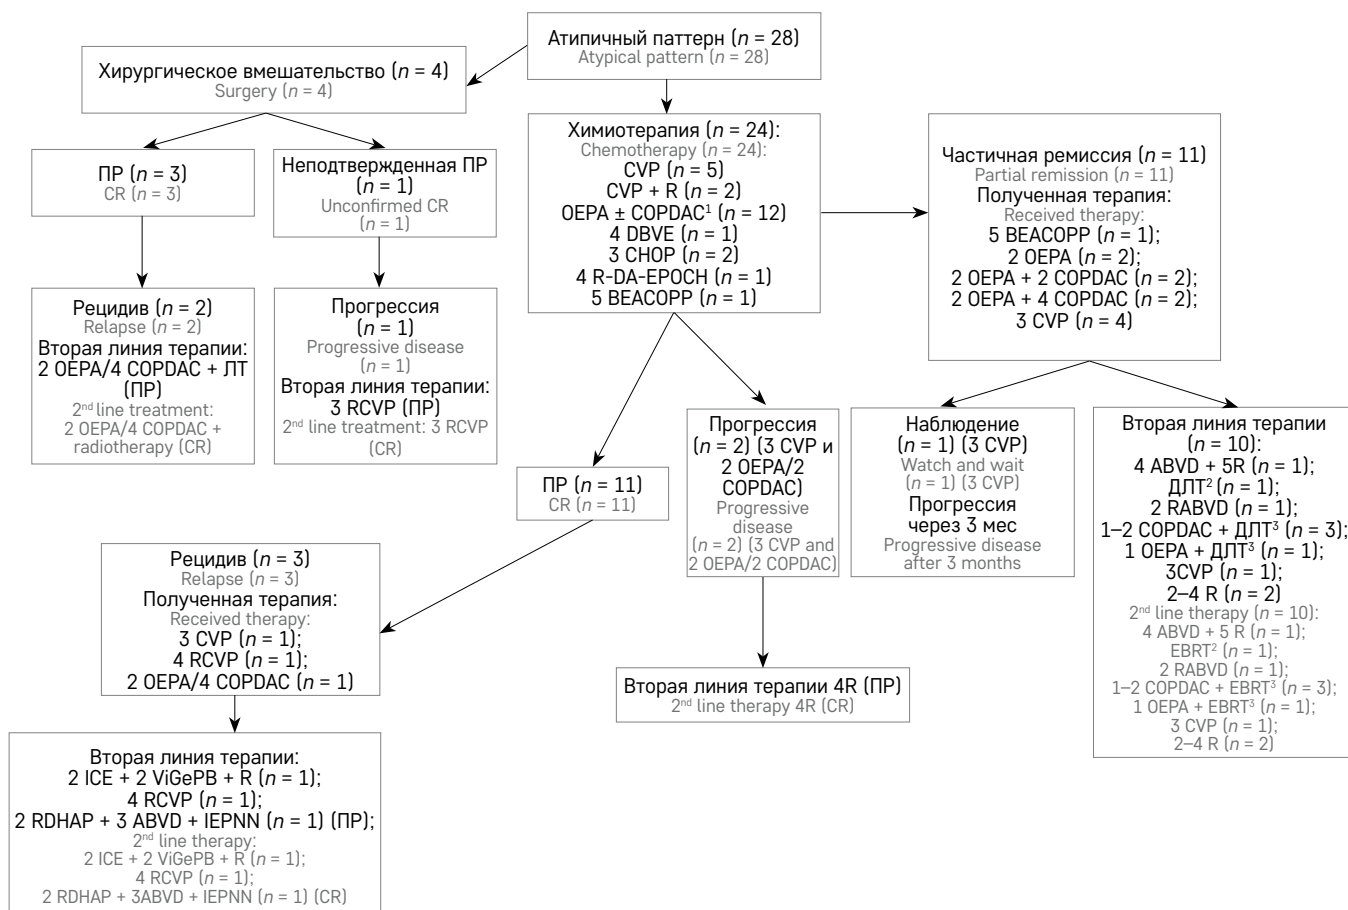 Атипичный паттерн (n = 28)
Atypical pattern (n = 28)
Хирургическое вмешательство (n = 4)
Surgery (n = 4)
ПР (n = 3)
CR (n = 3)
Неподтвержденная ПР
(n = 1)
Unconfirmed CR
(n = 1)
Рецидив (n = 2)
Relapse (n = 2)
Вторая линия терапии:
2 OEPA/4 COPDAC + ЛТ
(ПР)
2nd line treatment:
2 OEPA/4 COPDAC +
radiotherapy (CR)
Прогрессия
(n = 1)
Progressive disease
(n = 1)
Вторая линия терапии:
3 RCVP (ПР)
2nd line treatment: 3 RCVP
(CR)
Химиотерапия (n = 24):
Chemotherapy (n = 24):
CVP (n = 5)
CVP + R (n = 2)
OEPA ± COPDAC1 (n = 12)
4 DBVE (n = 1)
3 CHOP (n = 2)
4 R-DA-EPOCH (n = 1)
5 BEACOPP (n = 1)
Частичная ремиссия (n = 11)
Partial remission (n = 11)
Полученная терапия:
Received therapy:
5 BEACOPP (n = 1);
2 OEPA (n = 2);
2 OEPA + 2 COPDAC (n = 2);
2 OEPA + 4 COPDAC (n = 2);
3 CVP (n = 4)
ПР (n = 11)
CR (n = 11)
Прогрессия
(n = 2) (3 CVP и
2 OEPA/2
COPDAC)
Progressive
disease
(n = 2) (3 CVP and
2 OEPA/2 COPDAC)
Наблюдение
(n = 1) (3 CVP)
Watch and wait
(n = 1) (3 CVP)
Прогрессия
через 3 мес
Progressive disease
after 3 months
Вторая линия терапии
(n = 10):
4 ABVD + 5R (n = 1);
ДЛТ2 (n = 1);
2 RABVD (n = 1);
1–2 COPDAC + ДЛТ3 (n = 3);
1 OEPA + ДЛТ3 (n = 1);
3CVP (n = 1);
2–4 R (n = 2)
2nd line therapy (n = 10):
4 ABVD + 5 R (n = 1);
EBRT2 (n = 1);
2 RABVD (n = 1);
1–2 COPDAC + EBRT3 (n = 3);
1 OEPA + EBRT3 (n = 1);
3 CVP (n = 1);
2–4 R (n = 2)
Рецидив (n = 3)
Relapse (n = 3)
Полученная терапия:
Received therapy:
3 CVP (n = 1);
4 RCVP (n = 1);
2 OEPA/4 COPDAC (n = 1)
Вторая линия терапии 4R (ПР)
2nd line therapy 4R (CR)
Вторая линия терапии:
2 ICE + 2 ViGePB + R (n = 1);
4 RCVP (n = 1);
2 RDHAP + 3 ABVD + IEPNN (n = 1) (ПР);
2nd line therapy:
2 ICE + 2 ViGePB + R (n = 1);
4 RCVP (n = 1);
2 RDHAP + 3ABVD + IEPNN (n = 1) (CR)